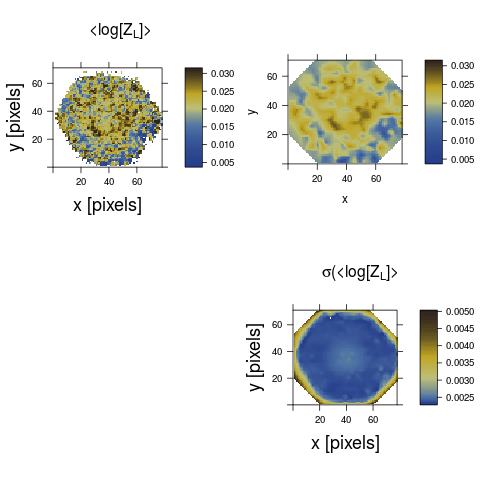 <log[Z_L]>
0.030
0.025
0.020
0.015
0.010
0.005
60
40
20
y [pixels]
20 40 60
x [pixels]
0.030
0.025
0.020
0.015
0.010
0.005
60
40
20
y
20 40 60
x
σ(<log[Z_L]>
0.0050
0.0045
0.0040
0.0035
0.0030
0.0025
60
40
20
y [pixels]
20 40 60
x [pixels]